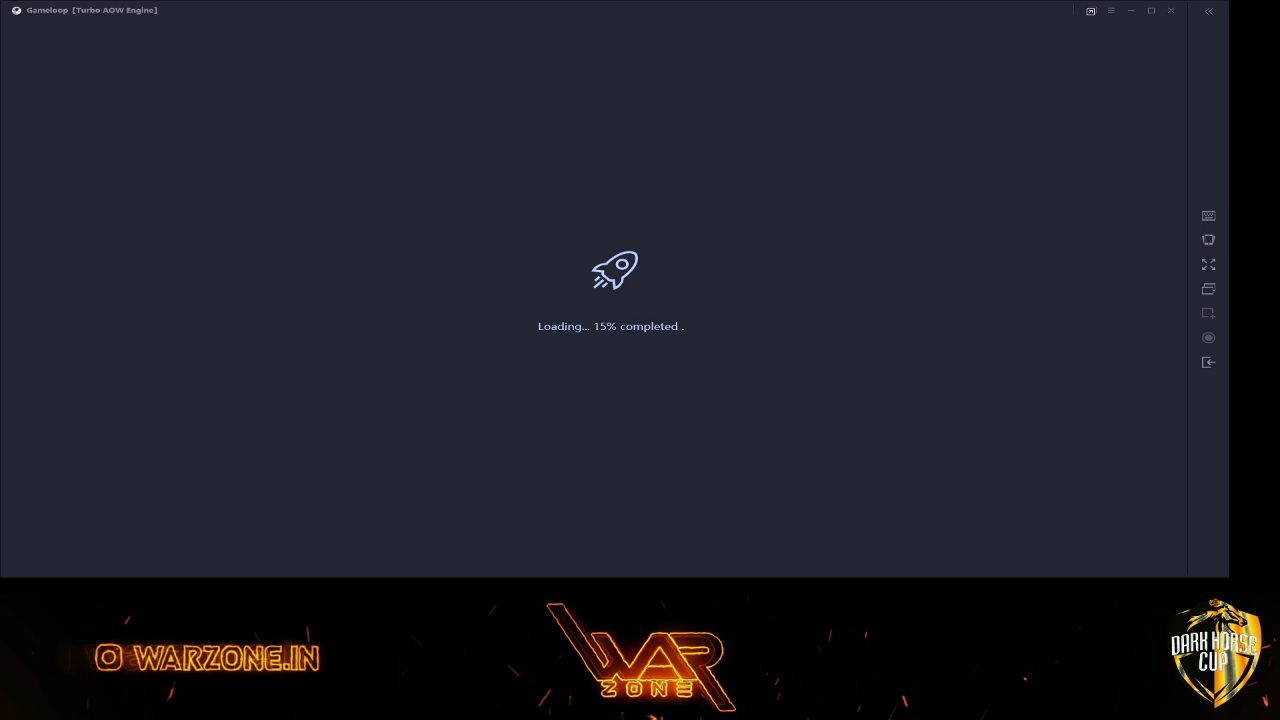 Gameloop [Turbo AOW Engine]
Loading... 15% completed .
WARZONE.IN
WAR
ZONE
DARK HORSE
CUP